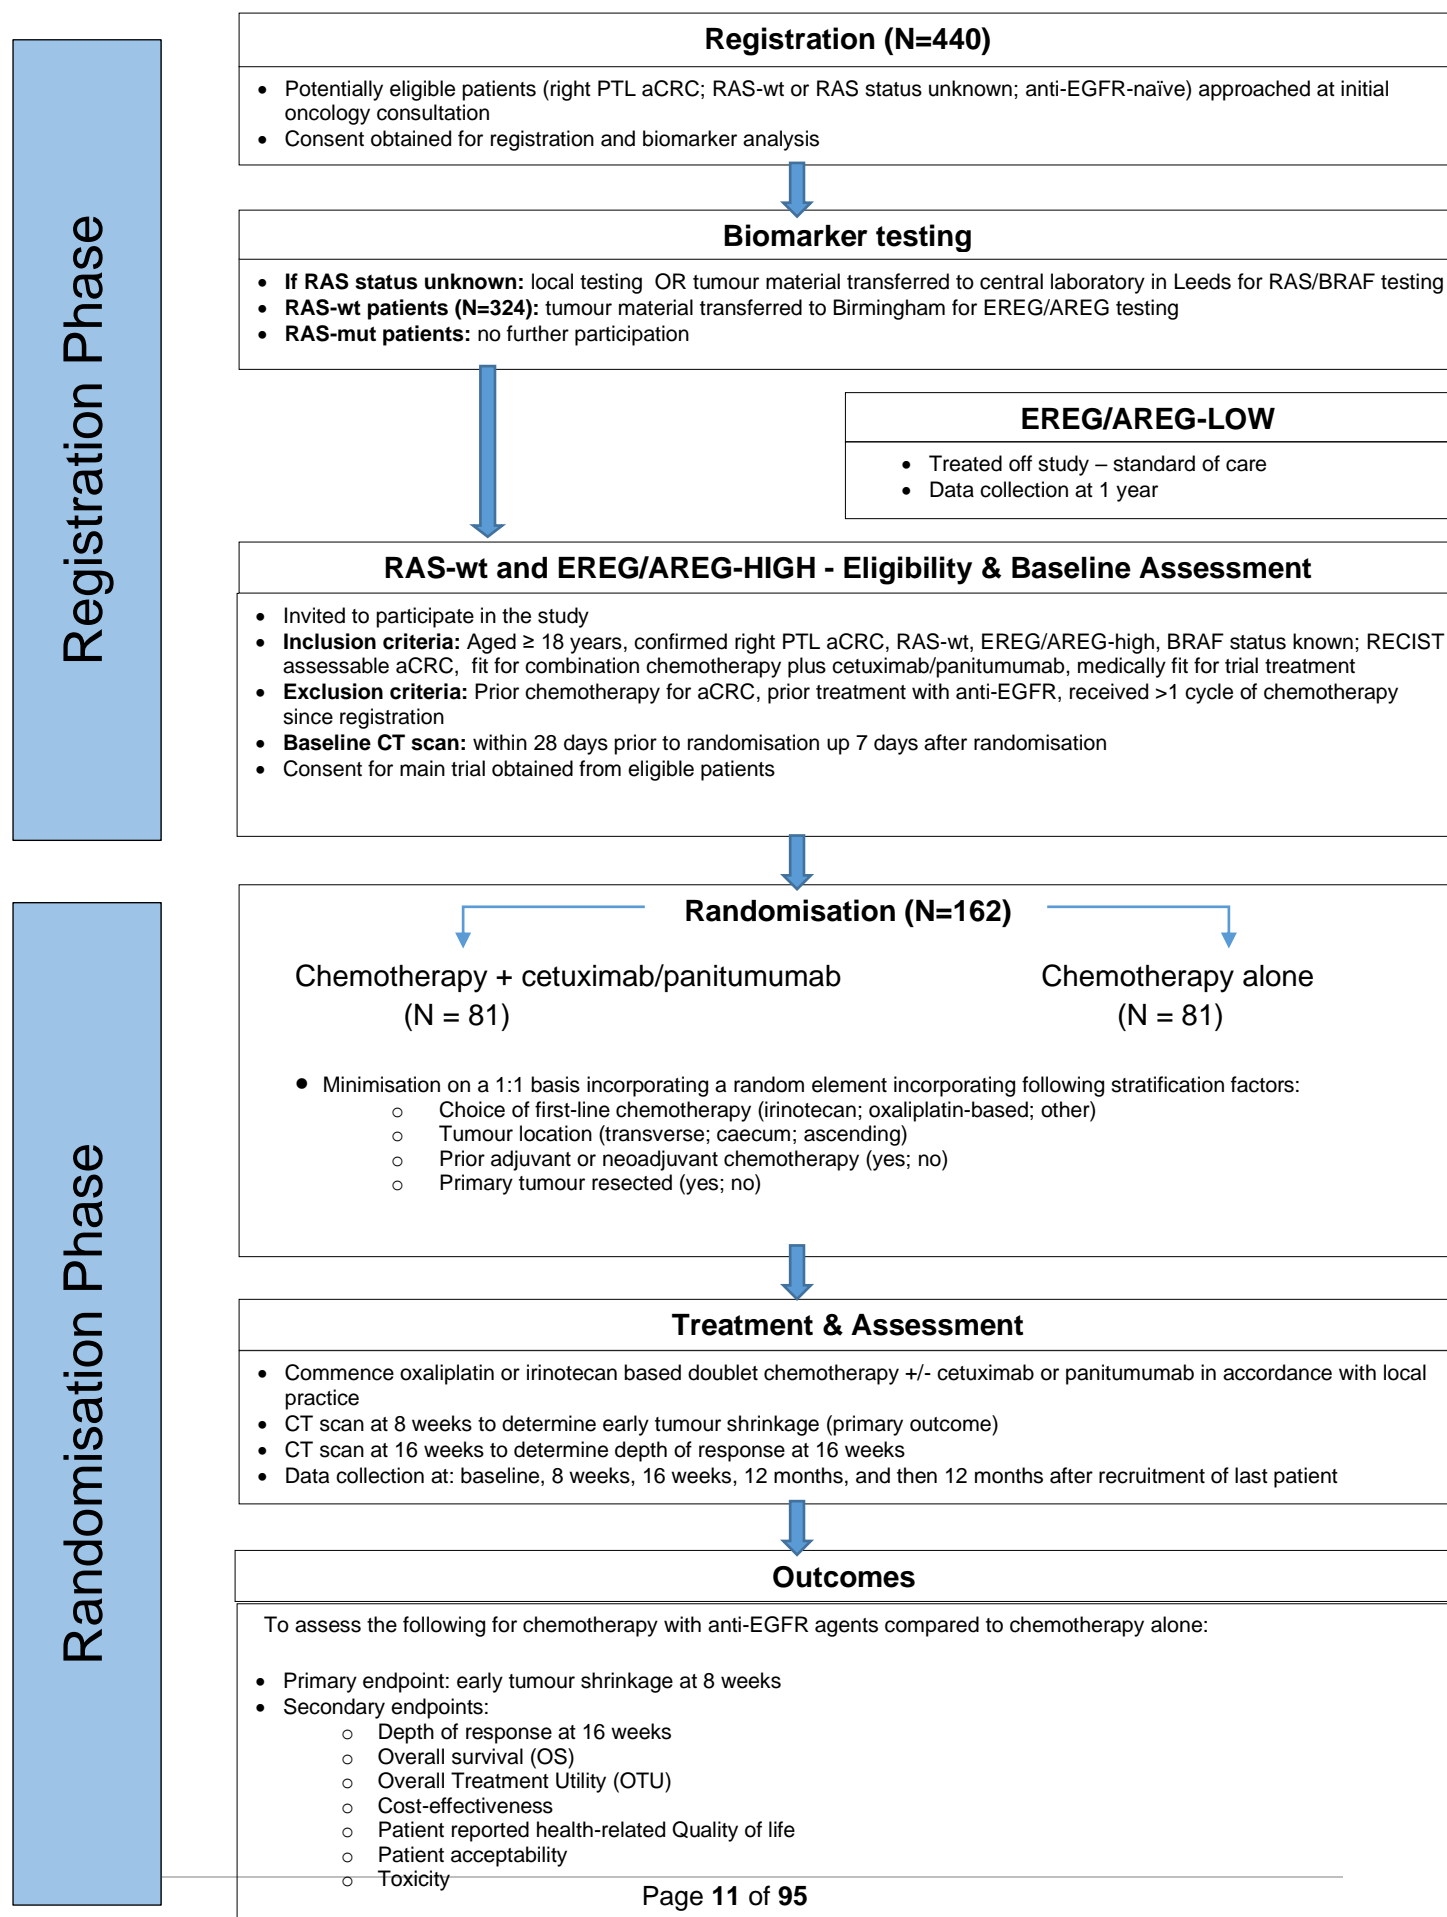 Registration Phase
Registration (N=440)
• Potentially eligible patients (right PTL aCRC; RAS-wt or RAS status unknown; anti-EGFR-naïve) approached at initial
oncology consultation
• Consent obtained for registration and biomarker analysis
Biomarker testing
• If RAS status unknown: local testing OR tumour material transferred to central laboratory in Leeds for RAS/BRAF testing
• RAS-wt patients (N=324): tumour material transferred to Birmingham for EREG/AREG testing
• RAS-mut patients: no further participation
EREG/AREG-LOW
• Treated off study – standard of care
• Data collection at 1 year
RAS-wt and EREG/AREG-HIGH - Eligibility & Baseline Assessment
• Invited to participate in the study
• Inclusion criteria: Aged ≥ 18 years, confirmed right PTL aCRC, RAS-wt, EREG/AREG-high, BRAF status known; RECIST
assessable aCRC, fit for combination chemotherapy plus cetuximab/panitumumab, medically fit for trial treatment
• Exclusion criteria: Prior chemotherapy for aCRC, prior treatment with anti-EGFR, received >1 cycle of chemotherapy
since registration
• Baseline CT scan: within 28 days prior to randomisation up 7 days after randomisation
• Consent for main trial obtained from eligible patients
Randomisation Phase
Randomisation (N=162)
Chemotherapy + cetuximab/panitumumab
(N = 81)
Chemotherapy alone
(N = 81)
• Minimisation on a 1:1 basis incorporating a random element incorporating following stratification factors:
o Choice of first-line chemotherapy (irinotecan; oxaliplatin-based; other)
o Tumour location (transverse; caecum; ascending)
o Prior adjuvant or neoadjuvant chemotherapy (yes; no)
o Primary tumour resected (yes; no)
Treatment & Assessment
• Commence oxaliplatin or irinotecan based doublet chemotherapy +/- cetuximab or panitumumab in accordance with local
practice
• CT scan at 8 weeks to determine early tumour shrinkage (primary outcome)
• CT scan at 16 weeks to determine depth of response at 16 weeks
• Data collection at: baseline, 8 weeks, 16 weeks, 12 months, and then 12 months after recruitment of last patient
Outcomes
To assess the following for chemotherapy with anti-EGFR agents compared to chemotherapy alone:
• Primary endpoint: early tumour shrinkage at 8 weeks
• Secondary endpoints:
o Depth of response at 16 weeks
o Overall survival (OS)
o Overall Treatment Utility (OTU)
o Cost-effectiveness
o Patient reported health-related Quality of life
o Patient acceptability
o Toxicity
Page 11 of 95